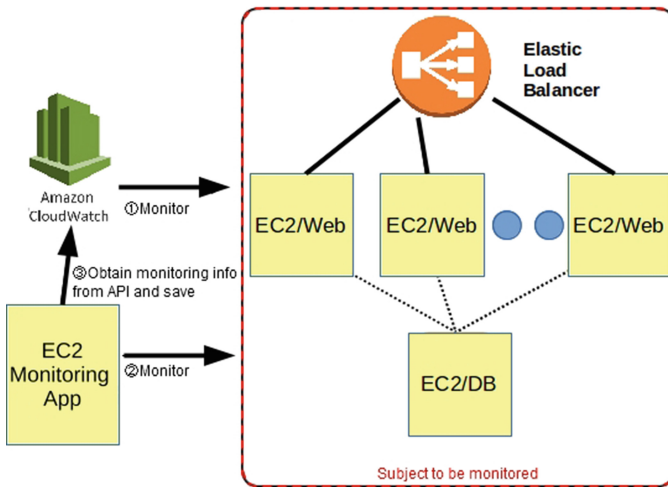 Elastic
Load
Balancer
Amazon
CloudWatch
①Monitor
EC2/Web
EC2/Web
EC2/Web
③Obtain monitoring info
from API and save
EC2
Monitoring
App
②Monitor
EC2/DB
Subject to be monitored